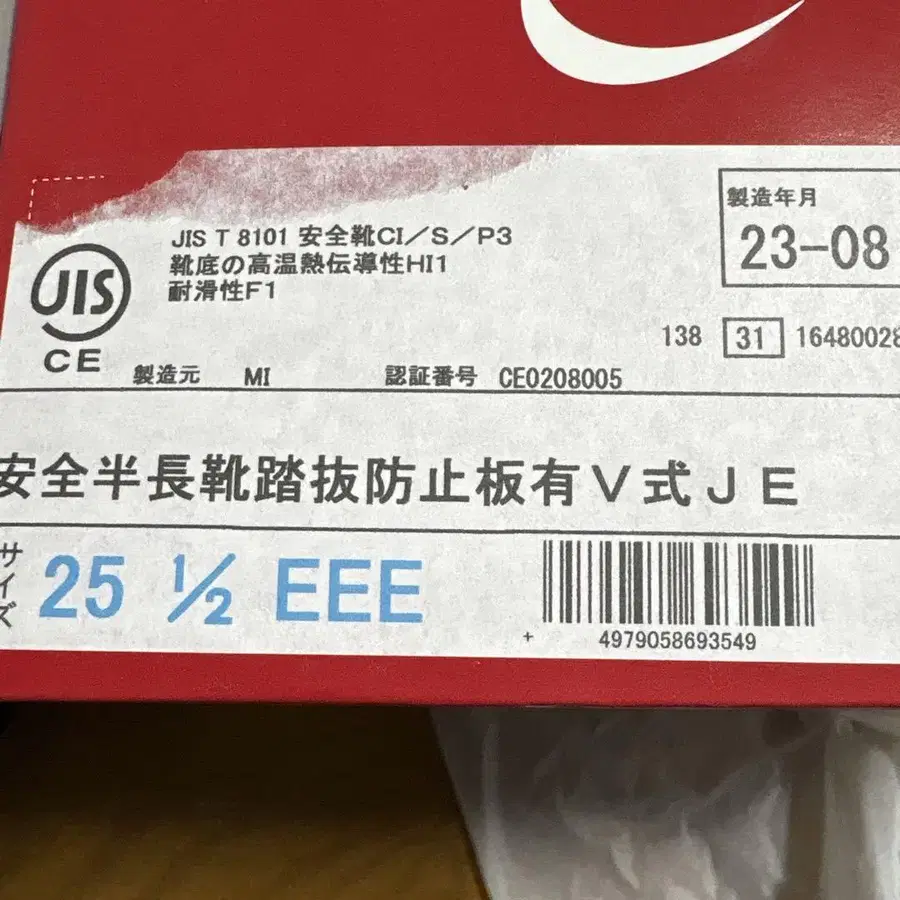 JIS T 8101 安全靴CI／S／P3
靴底の高温熱伝導性HI1
耐滑性F1
製造年月
23-08
JIS
CE
製造元 MI 認証番号 CE0208005
138 31 16480028
安全半長靴踏抜防止板有Ｖ式ＪＥ
サイズ 25 ½ EEE
+ 4979058693549